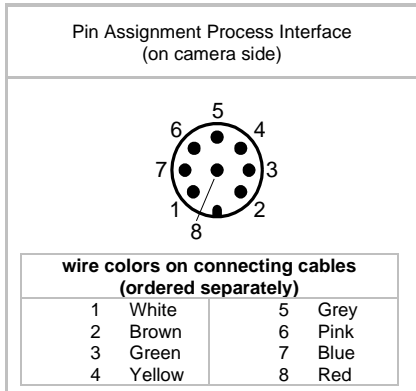 Pin Assignment Process Interface
(on camera side)
5
6 4
7 3
1 2
8
wire colors on connecting cables
(ordered separately)
1 White 5 Grey
2 Brown 6 Pink
3 Green 7 Blue
4 Yellow 8 Red